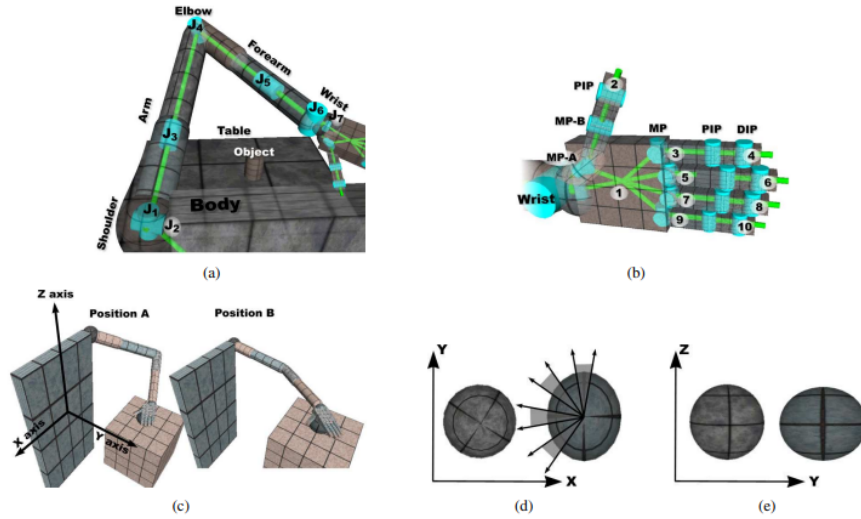 Elbow
J4
Forearm
J5
Arm
Wrist
J6
J7
J3
Table
Object
Body
Shoulder
J1
J2
(a)
2
PIP
MP-B
MP
PIP
DIP
MP-A
3
4
5
6
1
7
8
Wrist
9
10
(b)
Z axis
Position A
Position B
X axis
Y axis
(c)
Y
X
(d)
Z
Y
(e)